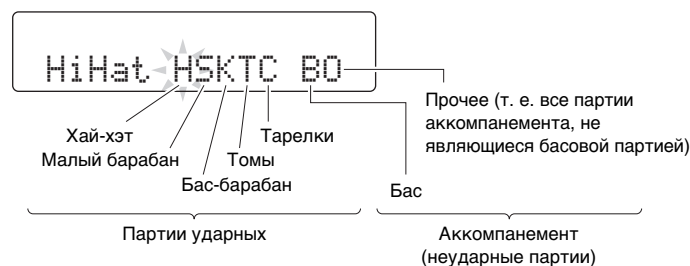 HiHat HSKTC BO
Прочее (т. е. все партии
аккомпанемента, не
являющиеся басовой партией)
Хай-хэт
Тарелки
Малый барабан
Томы
Бас-барабан
Бас
Партии ударных
Аккомпанемент
(неударные партии)